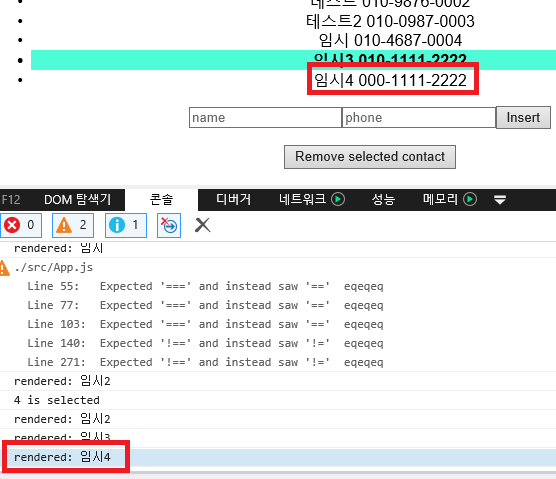 테스트 010-9876-0002
테스트2 010-0987-0003
임시 010-4687-0004
임시3 010-1111-2222
임시4 000-1111-2222
name phone Insert
Remove selected contact
F12 DOM 탐색기 콘솔 디버거 네트워크 성능 메모리
0 2 1
rendered: 임시
./src/App.js
Line 55: Expected '===' and instead saw '==' eqeqeq
Line 77: Expected '===' and instead saw '==' eqeqeq
Line 103: Expected '===' and instead saw '==' eqeqeq
Line 140: Expected '!==' and instead saw '!=' eqeqeq
Line 271: Expected '!==' and instead saw '!=' eqeqeq
rendered: 임시2
4 is selected
rendered: 임시2
rendered: 임시3
rendered: 임시4